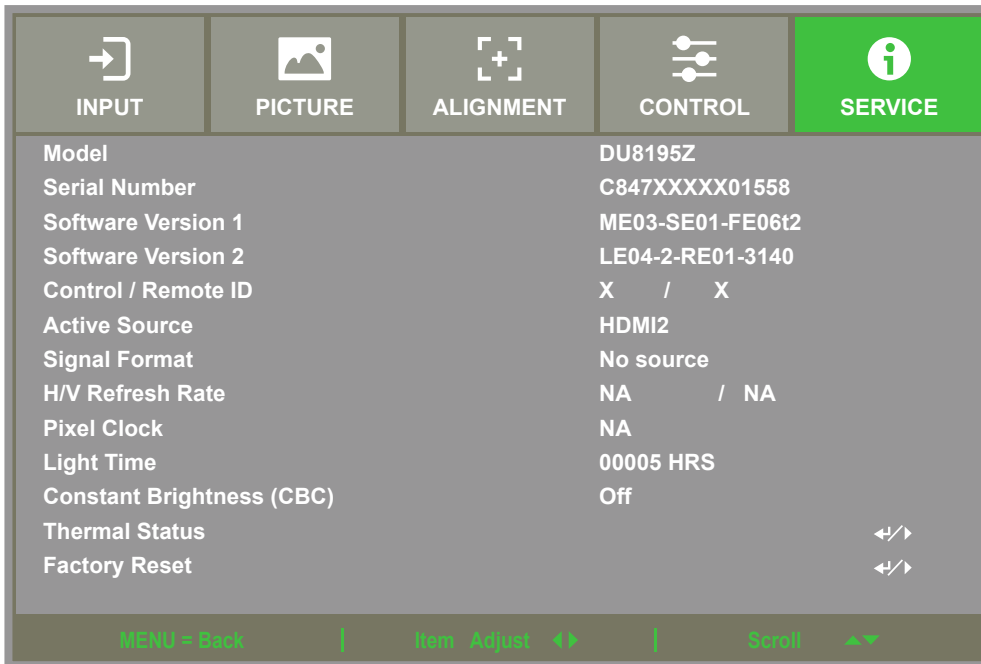 INPUT PICTURE ALIGNMENT CONTROL SERVICE
Model DU8195Z
Serial Number C847XXXXX01558
Software Version 1 ME03-SE01-FE06t2
Software Version 2 LE04-2-RE01-3140
Control / Remote ID X / X
Active Source HDMI2
Signal Format No source
H/V Refresh Rate NA / NA
Pixel Clock NA
Light Time 00005 HRS
Constant Brightness (CBC) Off
Thermal Status
Factory Reset
MENU = Back | Item Adjust | Scroll